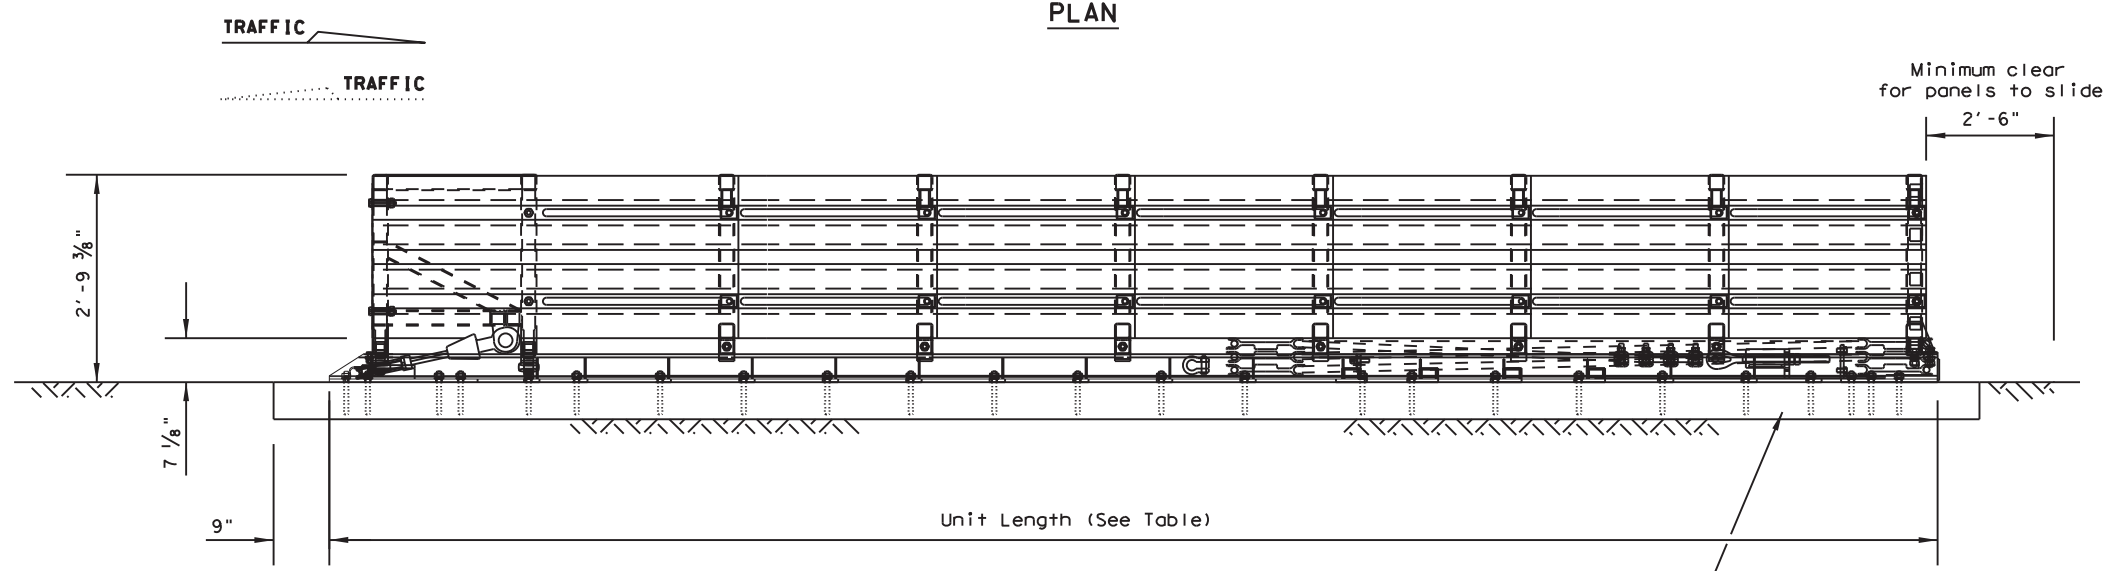 PLAN
TRAFFIC
TRAFFIC
Minimum clear
for panels to slide
2'-6"
2'-9 3/8"
7 1/8"
9"
Unit Length (See Table)